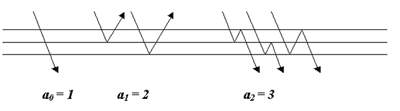 a₀ = 1 a₁ = 2 a₂ = 3